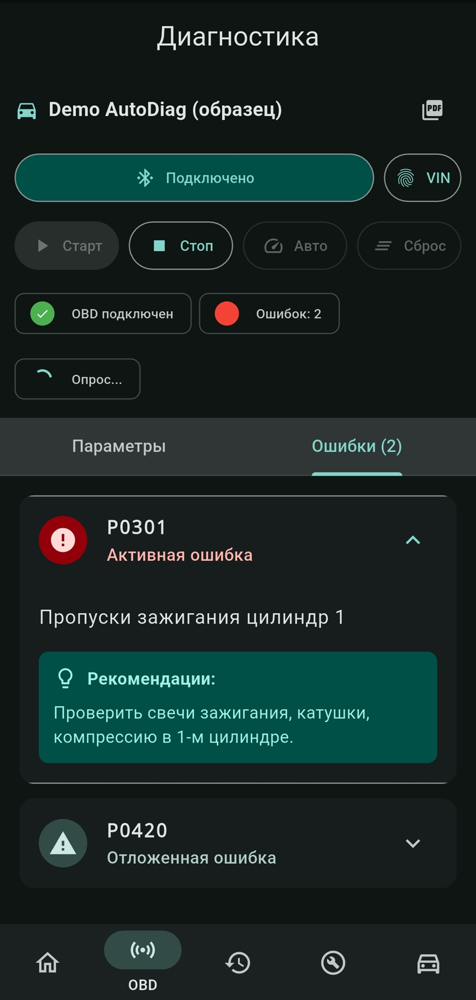 Диагностика
Demo AutoDiag (образец)
PDF
Подключено
VIN
Старт
Стоп
Авто
Сброс
OBD подключен
Ошибок: 2
Опрос...
Параметры
Ошибки (2)
P0301
Активная ошибка
Пропуски зажигания цилиндр 1
Рекомендации:
Проверить свечи зажигания, катушки,
компрессию в 1-м цилиндре.
P0420
Отложенная ошибка
OBD